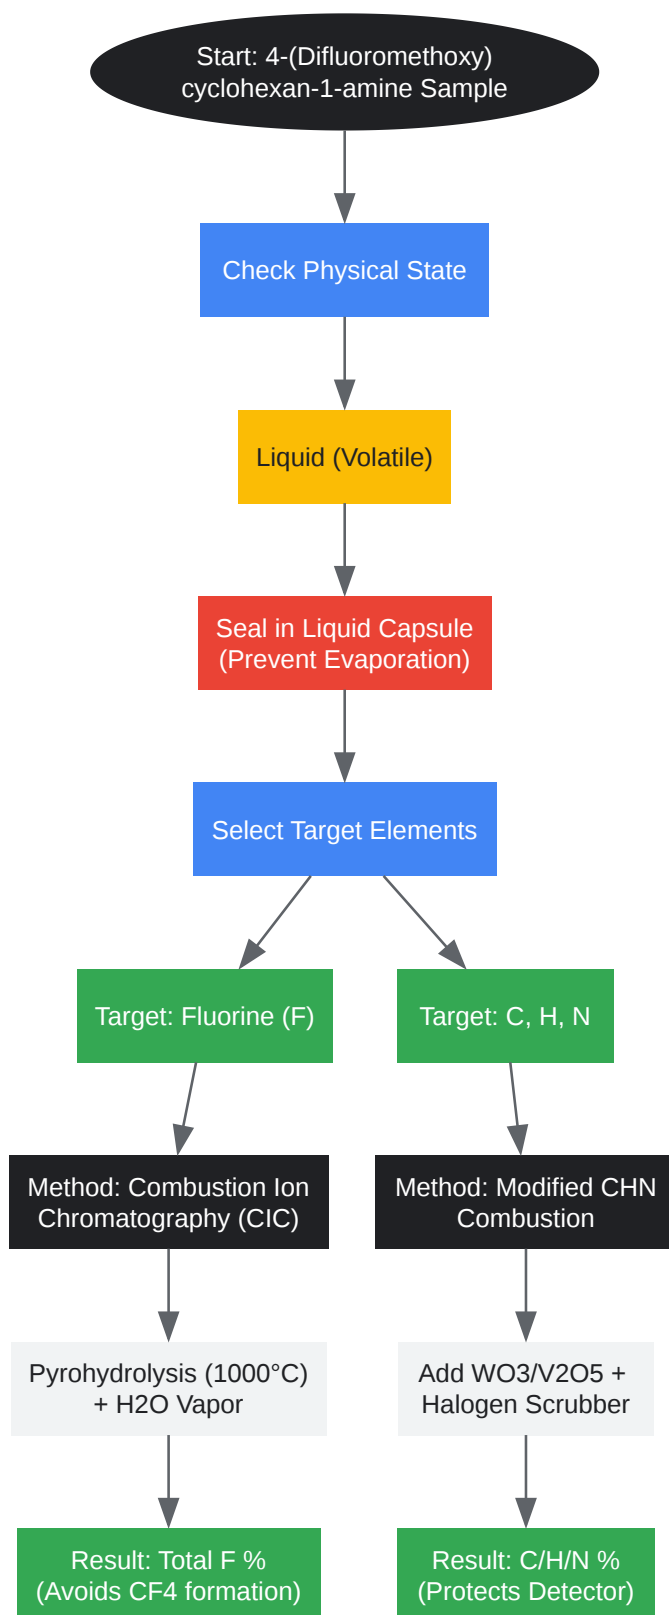 Start: 4-(Difluoromethoxy)
cyclohexan-1-amine Sample
Check Physical State
Liquid (Volatile)
Seal in Liquid Capsule
(Prevent Evaporation)
Select Target Elements
Target: Fluorine (F)
Target: C, H, N
Method: Combustion Ion
Chromatography (CIC)
Method: Modified CHN
Combustion
Pyrohydrolysis (1000°C)
+ H2O Vapor
Add WO3/V2O5 +
Halogen Scrubber
Result: Total F %
(Avoids CF4 formation)
Result: C/H/N %
(Protects Detector)